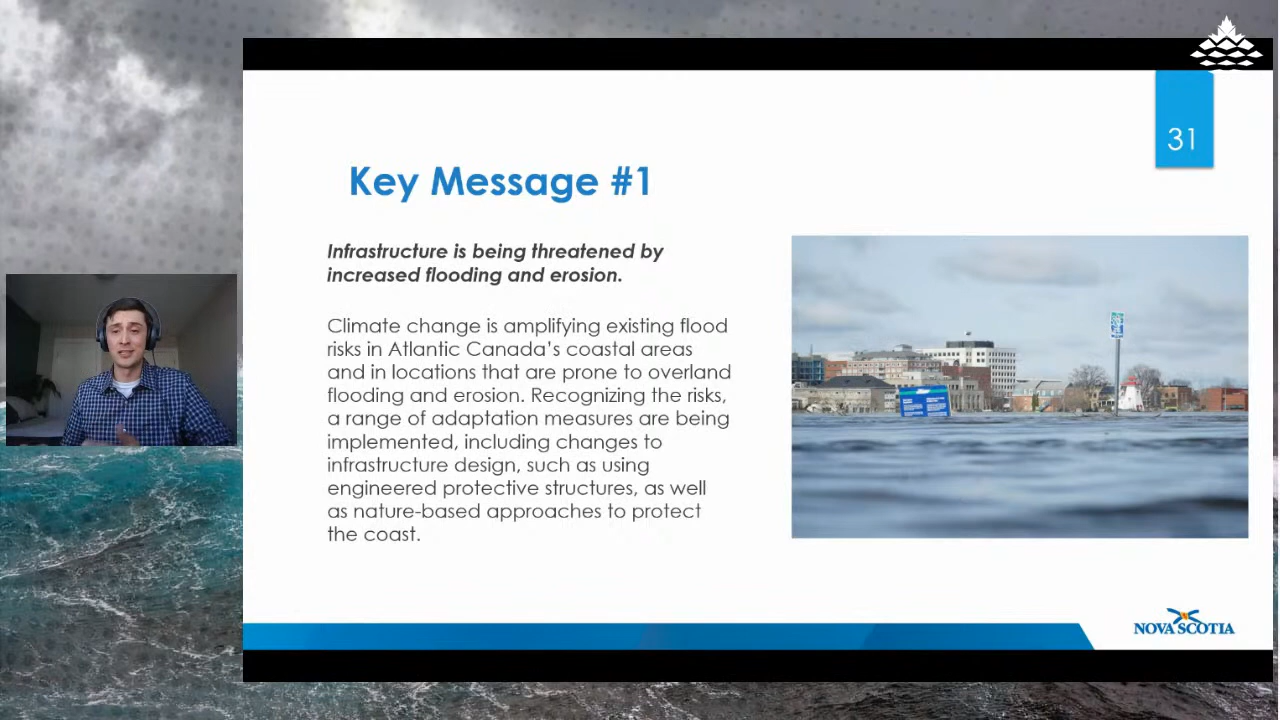 31
Key Message #1
Infrastructure is being threatened by
increased flooding and erosion.
Climate change is amplifying existing flood
risks in Atlantic Canada’s coastal areas
and in locations that are prone to overland
flooding and erosion. Recognizing the risks,
a range of adaptation measures are being
implemented, including changes to
infrastructure design, such as using
engineered protective structures, as well
as nature-based approaches to protect
the coast.
NOVA SCOTIA